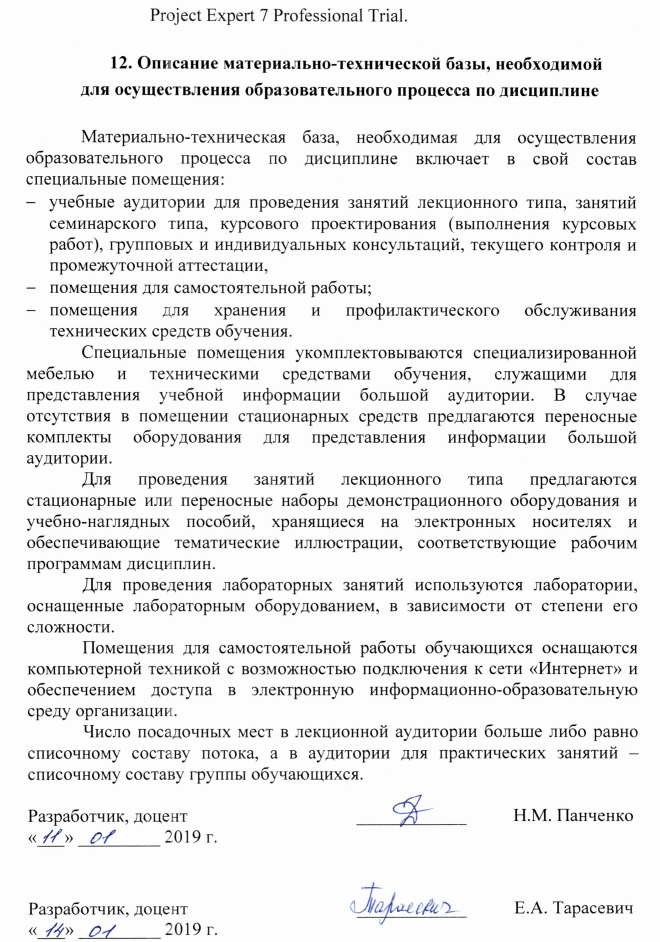 Project Expert 7 Professional Trial.
12. Описание материально-технической базы, необходимой
для осуществления образовательного процесса по дисциплине
Материально-техническая база, необходимая для осуществления
образовательного процесса по дисциплине включает в свой состав
специальные помещения:
– учебные аудитории для проведения занятий лекционного типа, занятий
семинарского типа, курсового проектирования (выполнения курсовых
работ), групповых и индивидуальных консультаций, текущего контроля и
промежуточной аттестации,
– помещения для самостоятельной работы;
– помещения для хранения и профилактического обслуживания
технических средств обучения.
Специальные помещения укомплектовываются специализированной
мебелью и техническими средствами обучения, служащими для
представления учебной информации большой аудитории. В случае
отсутствия в помещении стационарных средств предлагаются переносные
комплекты оборудования для представления информации большой
аудитории.
Для проведения занятий лекционного типа предлагаются
стационарные или переносные наборы демонстрационного оборудования и
учебно-наглядных пособий, хранящиеся на электронных носителях и
обеспечивающие тематические иллюстрации, соответствующие рабочим
программам дисциплин.
Для проведения лабораторных занятий используются лаборатории,
оснащенные лабораторным оборудованием, в зависимости от степени его
сложности.
Помещения для самостоятельной работы обучающихся оснащаются
компьютерной техникой с возможностью подключения к сети «Интернет» и
обеспечением доступа в электронную информационно-образовательную
среду организации.
Число посадочных мест в лекционной аудитории больше либо равно
списочному составу потока, а в аудитории для практических занятий –
списочному составу группы обучающихся.
Разработчик, доцент Н.М. Панченко
«11» 01 2019 г.
Разработчик, доцент Тарасевич Е.А. Тарасевич
«14» 01 2019 г.